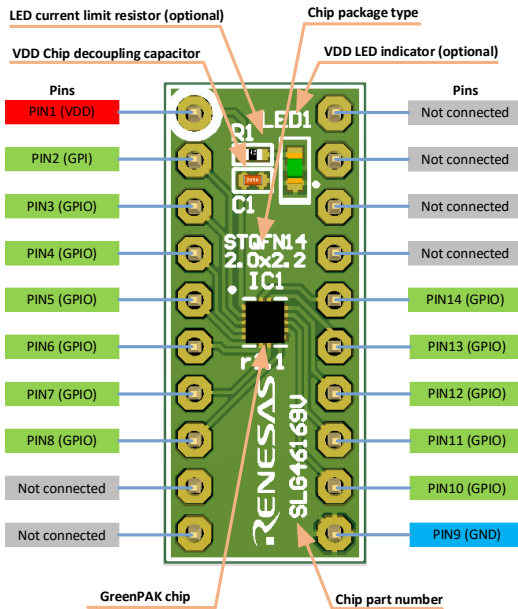 LED current limit resistor (optional)
Chip package type
VDD Chip decoupling capacitor
VDD LED indicator (optional)
Pins
Pins
PIN1 (VDD)
Not connected
PIN2 (GPI)
Not connected
PIN3 (GPIO)
Not connected
PIN4 (GPIO)
Not connected
PIN5 (GPIO)
PIN14 (GPIO)
PIN6 (GPIO)
PIN13 (GPIO)
PIN7 (GPIO)
PIN12 (GPIO)
PIN8 (GPIO)
PIN11 (GPIO)
Not connected
PIN10 (GPIO)
Not connected
PIN9 (GND)
LED1
R1
C1
STQFN14
2.0x2.2
IC1
r1.1
RENESAS
SLG46169V
GreenPAK chip
Chip part number